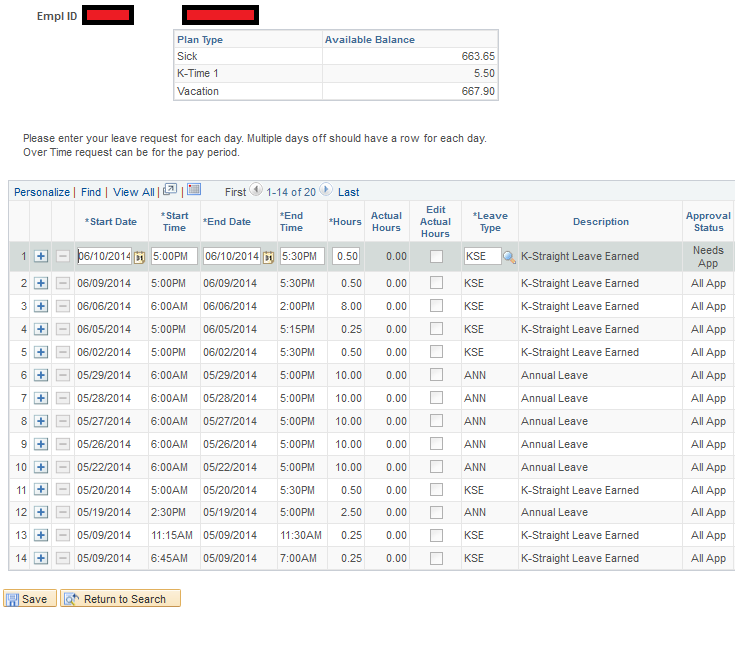 Empl ID
Plan Type Available Balance
Sick 663.65
K-Time 1 5.50
Vacation 667.90
Please enter your leave request for each day. Multiple days off should have a row for each day.
Over Time request can be for the pay period.
Personalize | Find | View All | | First 1-14 of 20 Last
*Start Date *Start Time *End Date *End Time *Hours Actual Hours Edit Actual Hours *Leave Type Description Approval Status
1 06/10/2014 5:00PM 06/10/2014 5:30PM 0.50 0.00 KSE K-Straight Leave Earned Needs App
2 06/09/2014 5:00PM 06/09/2014 5:30PM 0.50 0.00 KSE K-Straight Leave Earned All App
3 06/06/2014 6:00AM 06/06/2014 2:00PM 8.00 0.00 KSE K-Straight Leave Earned All App
4 06/05/2014 5:00PM 06/05/2014 5:15PM 0.25 0.00 KSE K-Straight Leave Earned All App
5 06/02/2014 5:00PM 06/02/2014 5:30PM 0.50 0.00 KSE K-Straight Leave Earned All App
6 05/29/2014 6:00AM 05/29/2014 5:00PM 10.00 0.00 ANN Annual Leave All App
7 05/28/2014 6:00AM 05/28/2014 5:00PM 10.00 0.00 ANN Annual Leave All App
8 05/27/2014 6:00AM 05/27/2014 5:00PM 10.00 0.00 ANN Annual Leave All App
9 05/26/2014 6:00AM 05/26/2014 5:00PM 10.00 0.00 ANN Annual Leave All App
10 05/22/2014 6:00AM 05/22/2014 5:00PM 10.00 0.00 ANN Annual Leave All App
11 05/20/2014 5:00AM 05/20/2014 5:30PM 0.50 0.00 KSE K-Straight Leave Earned All App
12 05/19/2014 2:30PM 05/19/2014 5:00PM 2.50 0.00 ANN Annual Leave All App
13 05/09/2014 11:15AM 05/09/2014 11:30AM 0.25 0.00 KSE K-Straight Leave Earned All App
14 05/09/2014 6:45AM 05/09/2014 7:00AM 0.25 0.00 KSE K-Straight Leave Earned All App
Save Return to Search